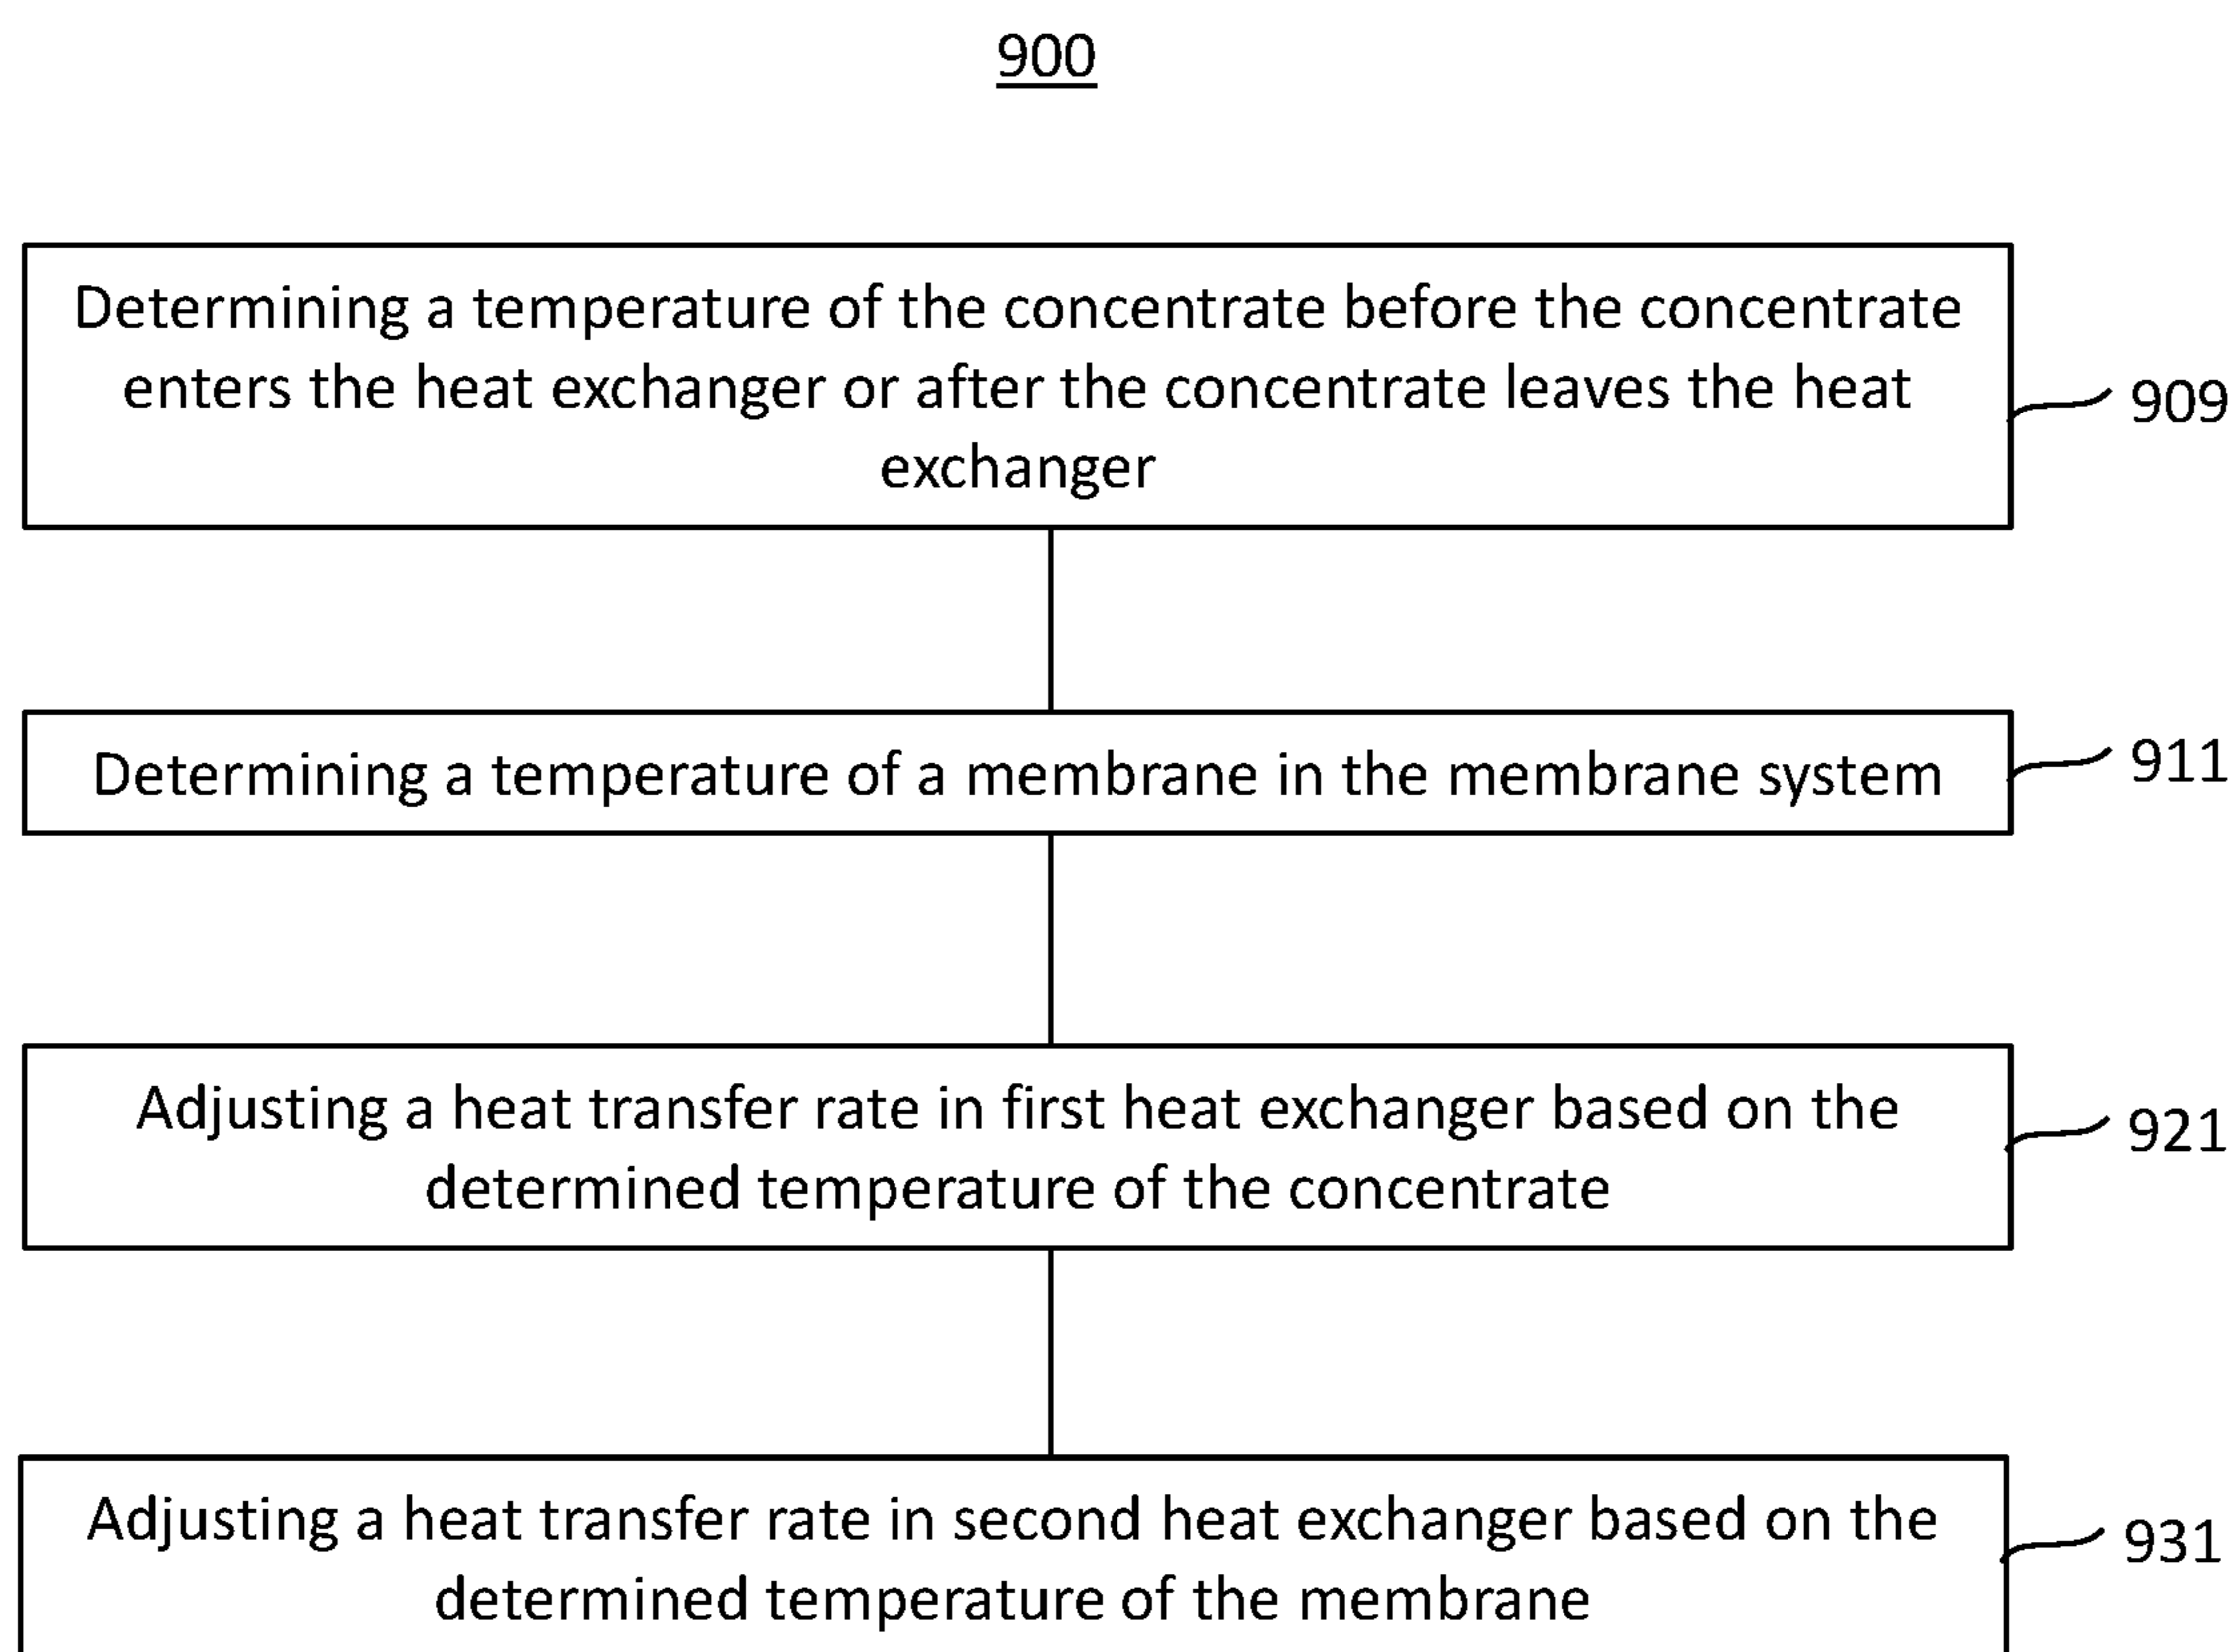 900
Determining a temperature of the concentrate before the concentrate
enters the heat exchanger or after the concentrate leaves the heat
exchanger
909
Determining a temperature of a membrane in the membrane system
911
Adjusting a heat transfer rate in first heat exchanger based on the
determined temperature of the concentrate
921
Adjusting a heat transfer rate in second heat exchanger based on the
determined temperature of the membrane
931